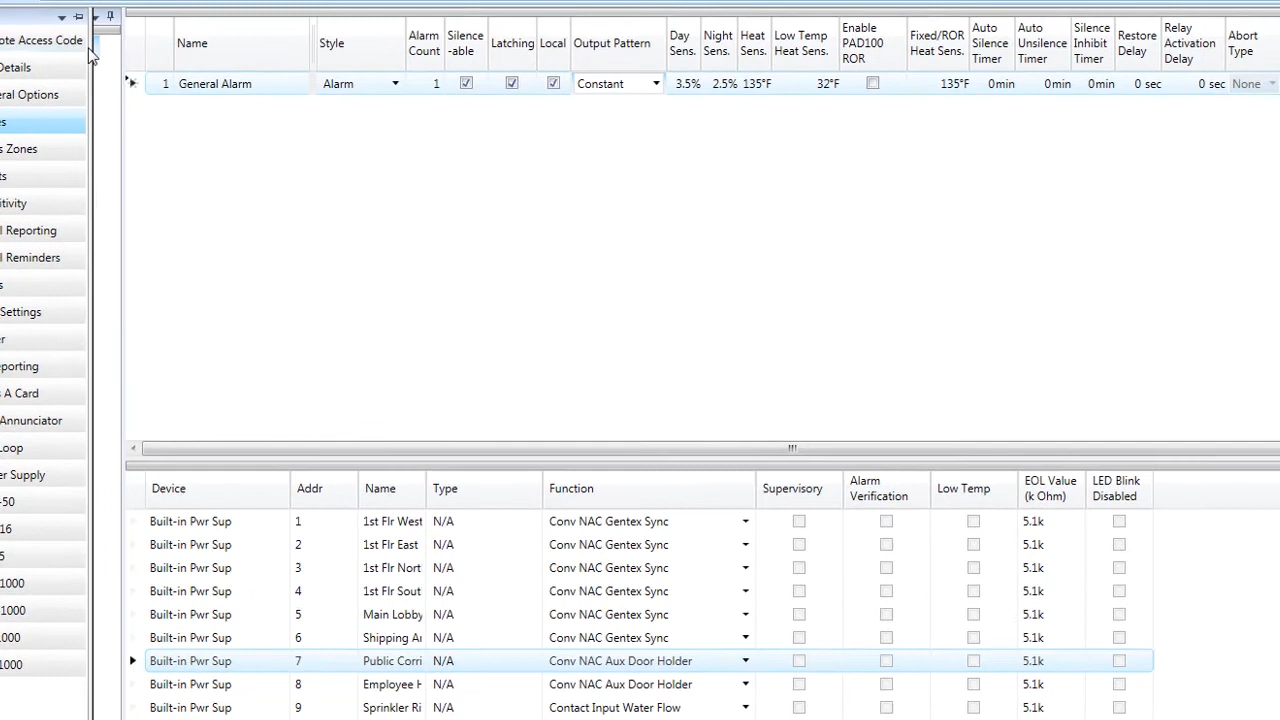 ote Access Code
Details
eral Options
es
s Zones
ts
itivity
l Reporting
l Reminders
s
Settings
er
eporting
s A Card
Annunciator
Loop
er Supply
-50
16
5
1000
-1000
000
1000
Name
Style
Alarm Count
Silence -able
Latching
Local
Output Pattern
Day Sens.
Night Sens.
Heat Sens.
Low Temp Heat Sens.
Enable PAD100 ROR
Fixed/ROR Heat Sens.
Auto Silence Timer
Auto Unsilence Timer
Silence Inhibit Timer
Restore Delay
Relay Activation Delay
Abort Type
1 General Alarm Alarm 1 Constant 3.5% 2.5% 135°F 32°F 135°F 0min 0min 0min 0 sec 0 sec None
Device Addr Name Type Function Supervisory Alarm Verification Low Temp EOL Value (k Ohm) LED Blink Disabled
Built-in Pwr Sup 1 1st Flr West N/A Conv NAC Gentex Sync 5.1k
Built-in Pwr Sup 2 1st Flr East N/A Conv NAC Gentex Sync 5.1k
Built-in Pwr Sup 3 1st Flr Nort N/A Conv NAC Gentex Sync 5.1k
Built-in Pwr Sup 4 1st Flr Sout N/A Conv NAC Gentex Sync 5.1k
Built-in Pwr Sup 5 Main Lobby N/A Conv NAC Gentex Sync 5.1k
Built-in Pwr Sup 6 Shipping Ar N/A Conv NAC Gentex Sync 5.1k
Built-in Pwr Sup 7 Public Corri N/A Conv NAC Aux Door Holder 5.1k
Built-in Pwr Sup 8 Employee H N/A Conv NAC Aux Door Holder 5.1k
Built-in Pwr Sup 9 Sprinkler Ri N/A Contact Input Water Flow 5.1k